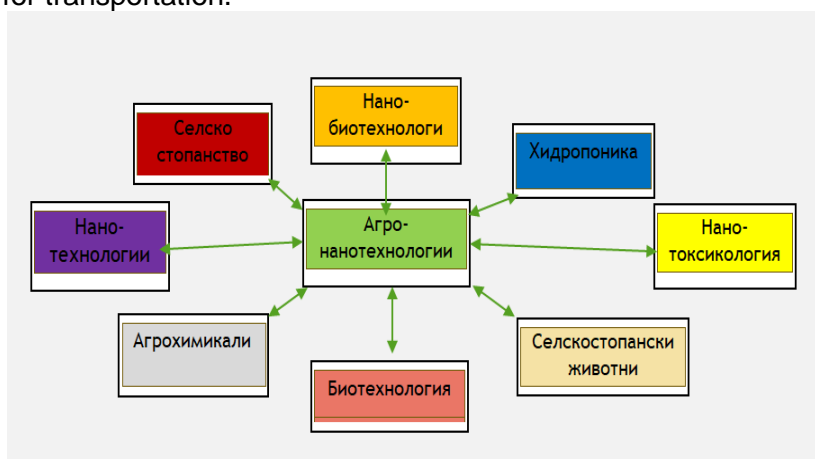 for transportation.
Нано-
биотехнологи
Селско
стопанство
Хидропоника
Нано-
технологии
Агро-
нанотехнологии
Нано-
токсикология
Агрохимикали
Селскостопански
животни
Биотехнология